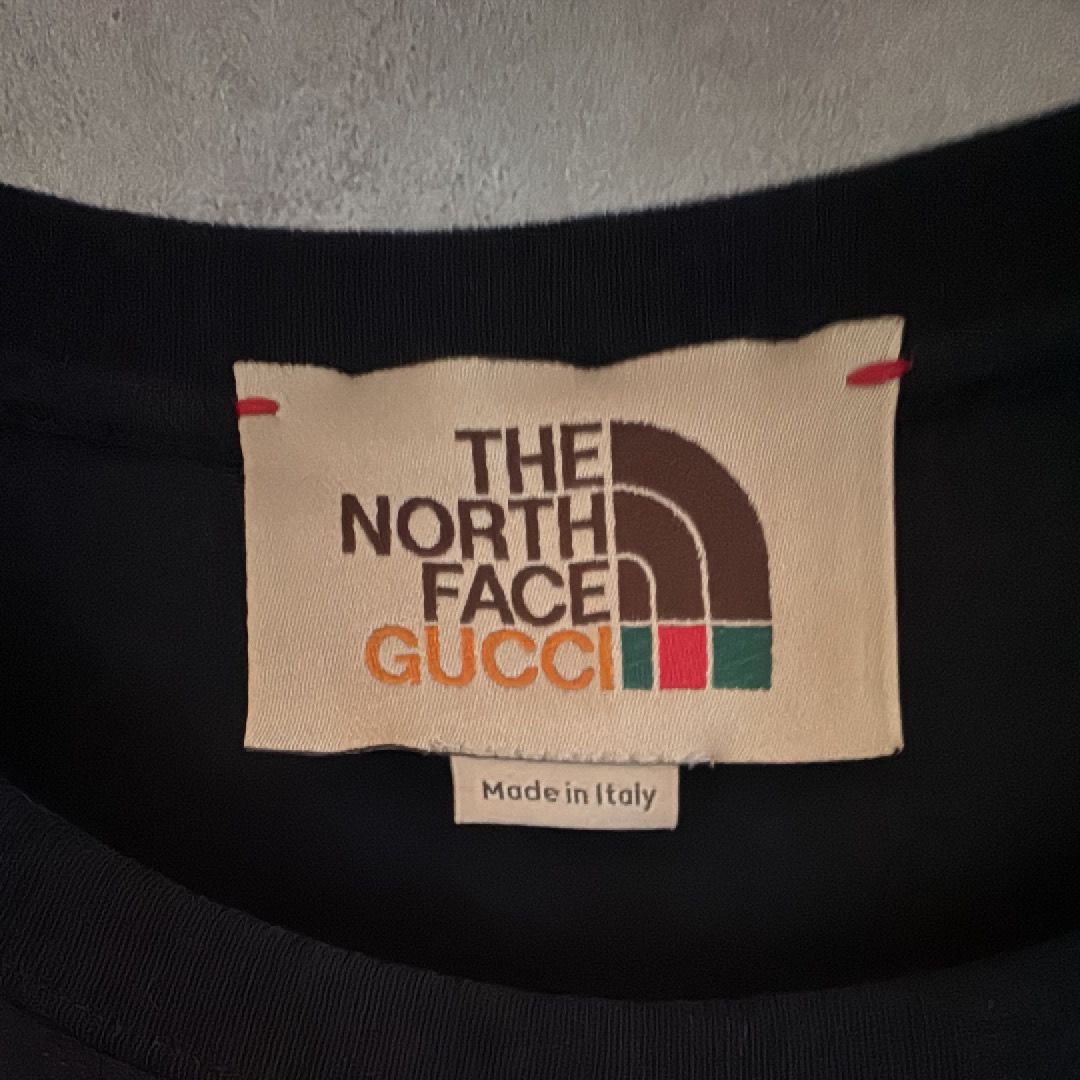 THE
NORTH
FACE
GUCCI
Made in Italy